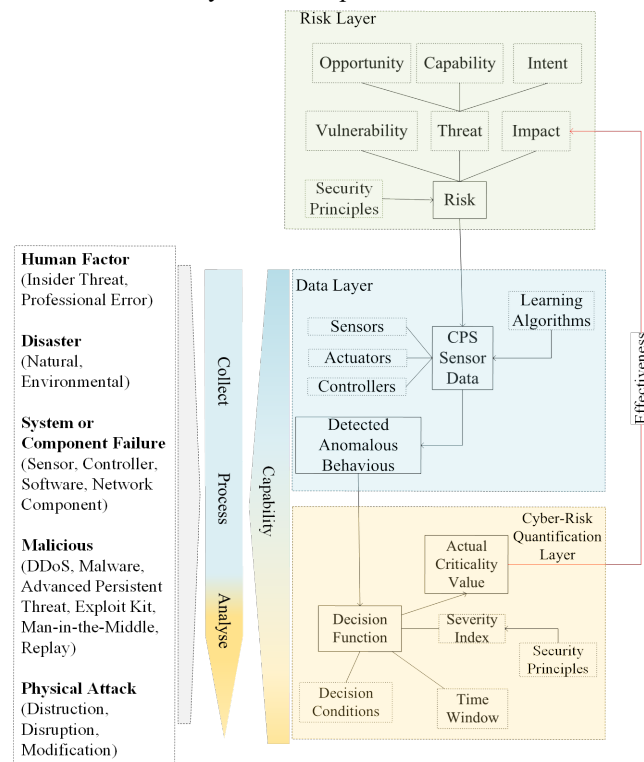 Risk Layer
Opportunity
Capability
Intent
Vulnerability
Threat
Impact
Security
Principles
Risk
Human Factor
(Insider Threat,
Professional Error)
Disaster
(Natural,
Environmental)
System or
Component Failure
(Sensor, Controller,
Software, Network
Component)
Malicious
(DDoS, Malware,
Advanced Persistent
Threat, Exploit Kit,
Man-in-the-Middle,
Replay)
Physical Attack
(Distruction,
Disruption,
Modification)
Collect
Process
Analyse
Capability
Data Layer
Sensors
Actuators
Controllers
CPS
Sensor
Data
Learning
Algorithms
Detected
Anomalous
Behavious
Effectiveness
Cyber-Risk
Quantification
Layer
Actual
Criticality
Value
Decision
Function
Severity
Index
Security
Principles
Decision
Conditions
Time
Window